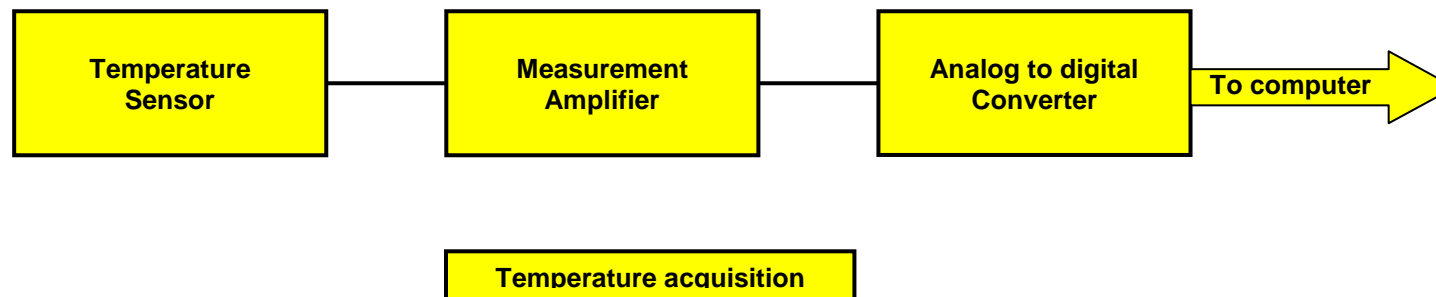 Temperature
Sensor
Measurement
Amplifier
Analog to digital
Converter
To computer
Temperature acquisition